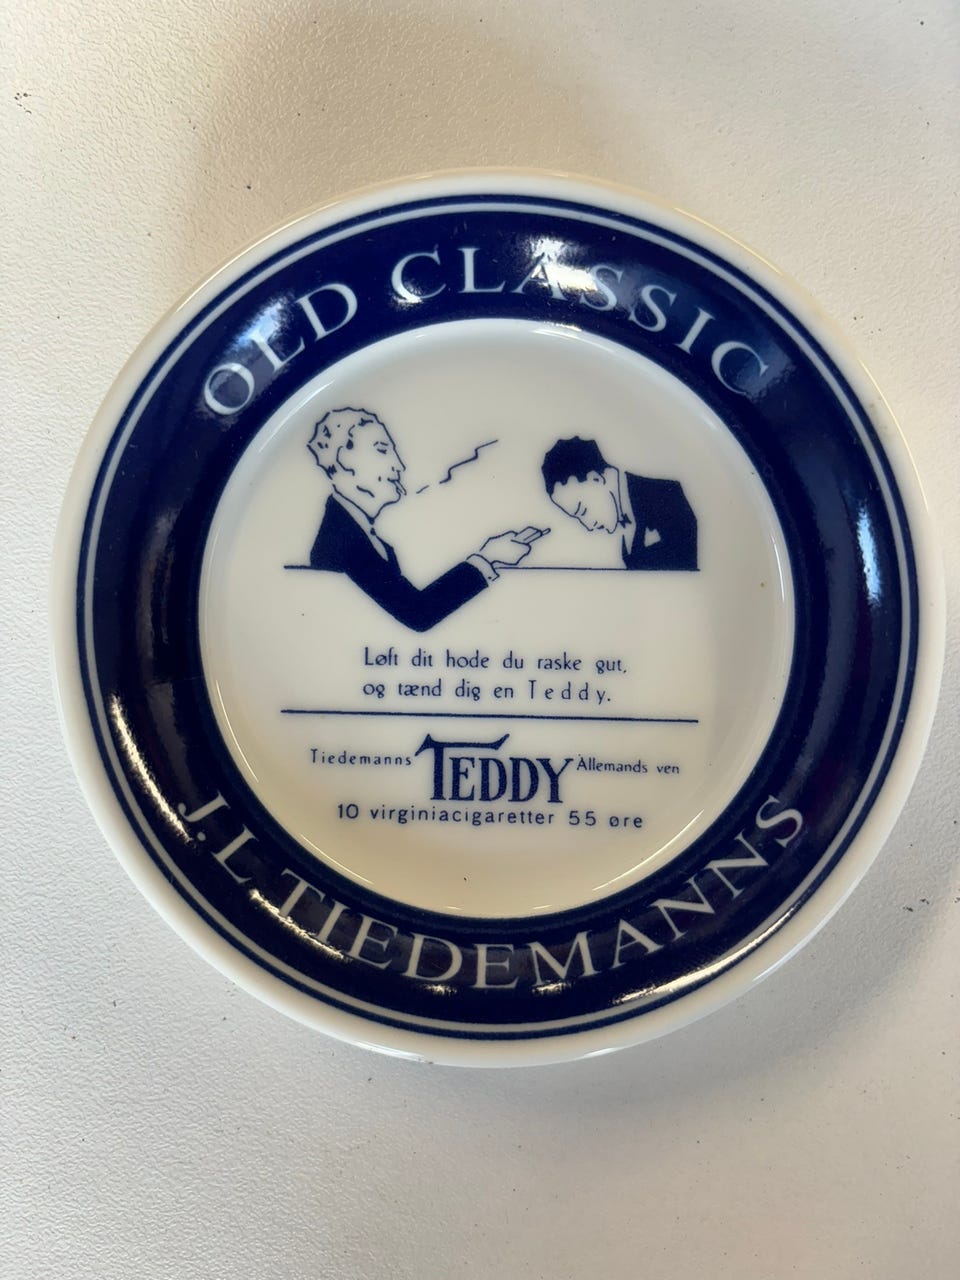 OLD CLASSIC
Løft dit hode du raske gut,
og tænd dig en Teddy.
Tiedemanns TEDDY Allemands ven
10 virginiacigaretter 55 øre
J.L TIEDEMANNS